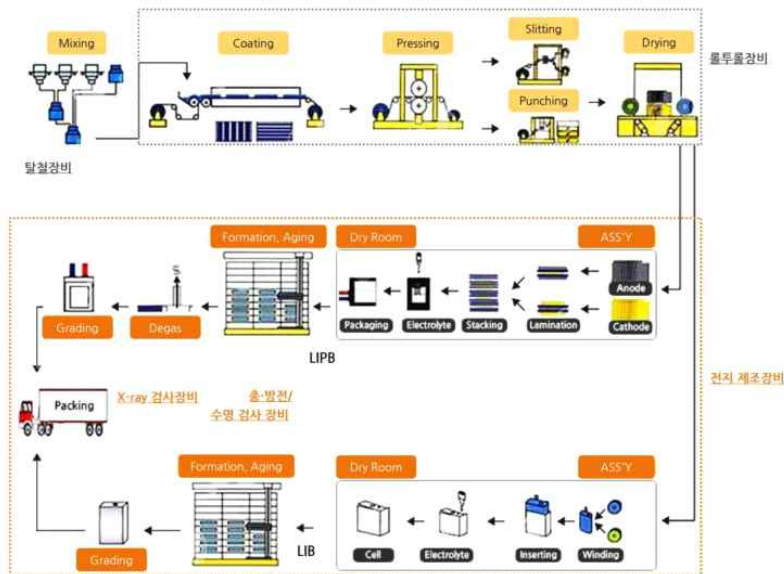 Mixing
Coating
Pressing
Slitting
Punching
Drying
롤투롤장비
탈철장비
Formation, Aging
Dry Room
ASS'Y
Anode
Cathode
Lamination
Stacking
Electrolyte
Packaging
Degas
Grading
LIPB
전지 제조장비
Packing
X-ray 검사장비
충·방전/
수명 검사 장비
Formation, Aging
Dry Room
ASS'Y
Winding
Inserting
Electrolyte
Cell
LIB
Grading